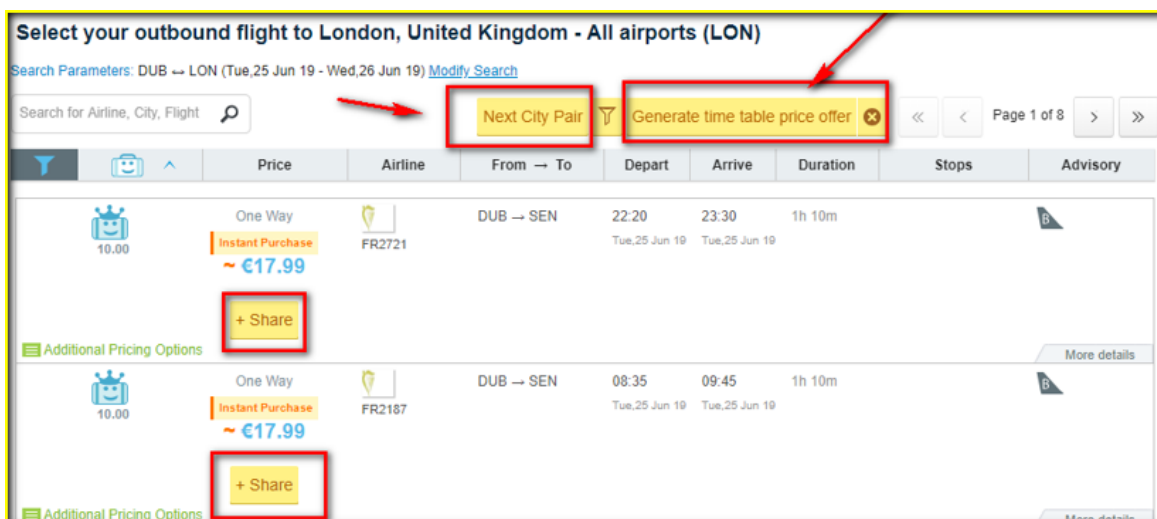 Select your outbound flight to London, United Kingdom - All airports (LON)
Search Parameters: DUB ↔ LON (Tue,25 Jun 19 - Wed,26 Jun 19) Modify Search
Search for Airline, City, Flight Next City Pair Generate time table price offer « < Page 1 of 8 > »
Price Airline From → To Depart Arrive Duration Stops Advisory
One Way DUB → SEN 22:20 23:30 1h 10m B
10.00 Instant Purchase FR2721 Tue,25 Jun 19 Tue,25 Jun 19
~ €17.99
+ Share
Additional Pricing Options More details
One Way DUB → SEN 08:35 09:45 1h 10m B
10.00 Instant Purchase FR2187 Tue,25 Jun 19 Tue,25 Jun 19
~ €17.99
+ Share
Additional Pricing Options More details